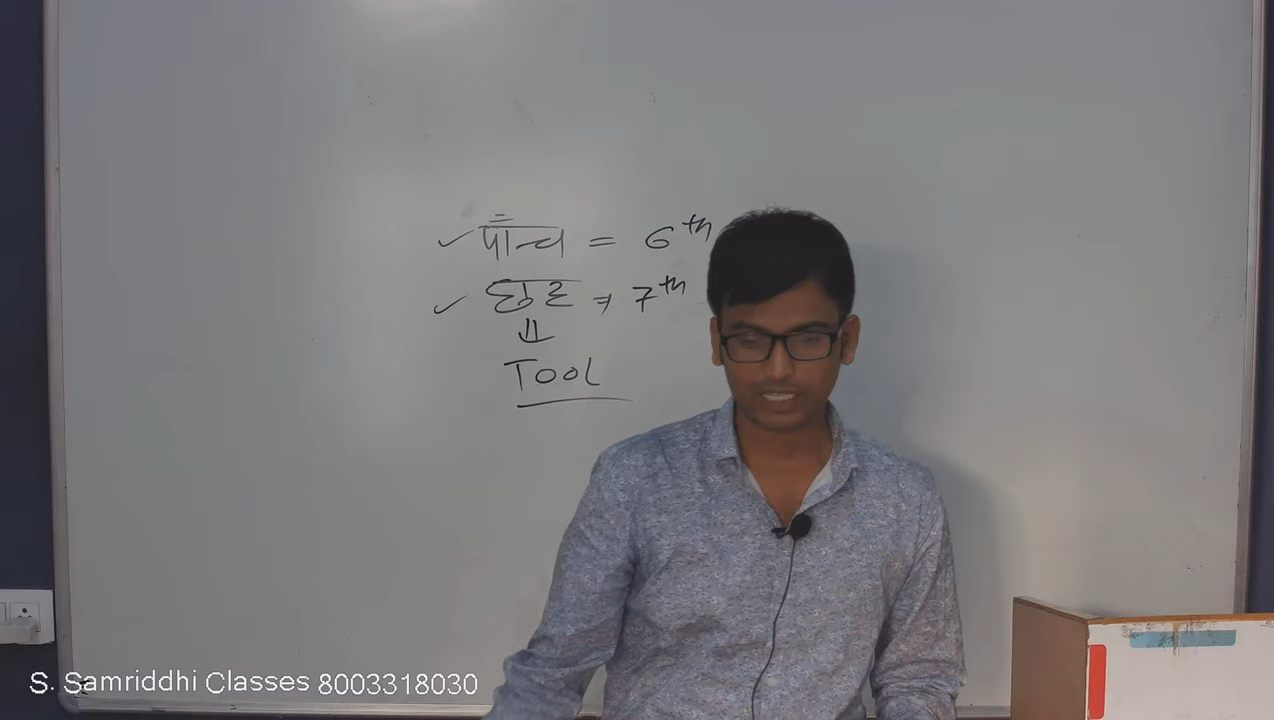 ✓ पाँच = 6th
✓ छह ⇒ 7th
⇓
TOOL
S. Samriddhi Classes 8003318030